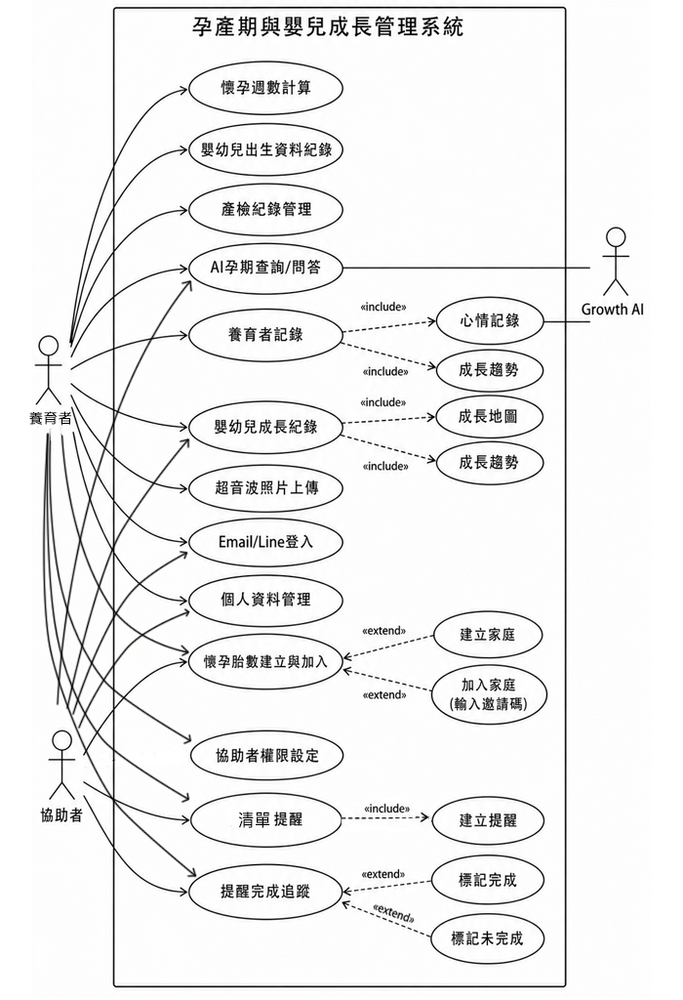 孕產期與嬰兒成長管理系統
懷孕週數計算
嬰幼兒出生資料紀錄
產檢紀錄管理
AI孕期查詢/問答
Growth AI
«include»
心情記錄
養育者記錄
«include»
成長趨勢
養育者
«include»
成長地圖
嬰幼兒成長紀錄
«include»
成長趨勢
超音波照片上傳
Email/Line登入
個人資料管理
«extend»
建立家庭
懷孕胎數建立與加入
«extend»
加入家庭
(輸入邀請碼)
協助者權限設定
協助者
清單 提醒
«include»
建立提醒
«extend»
標記完成
提醒完成追蹤
«extend»
標記未完成